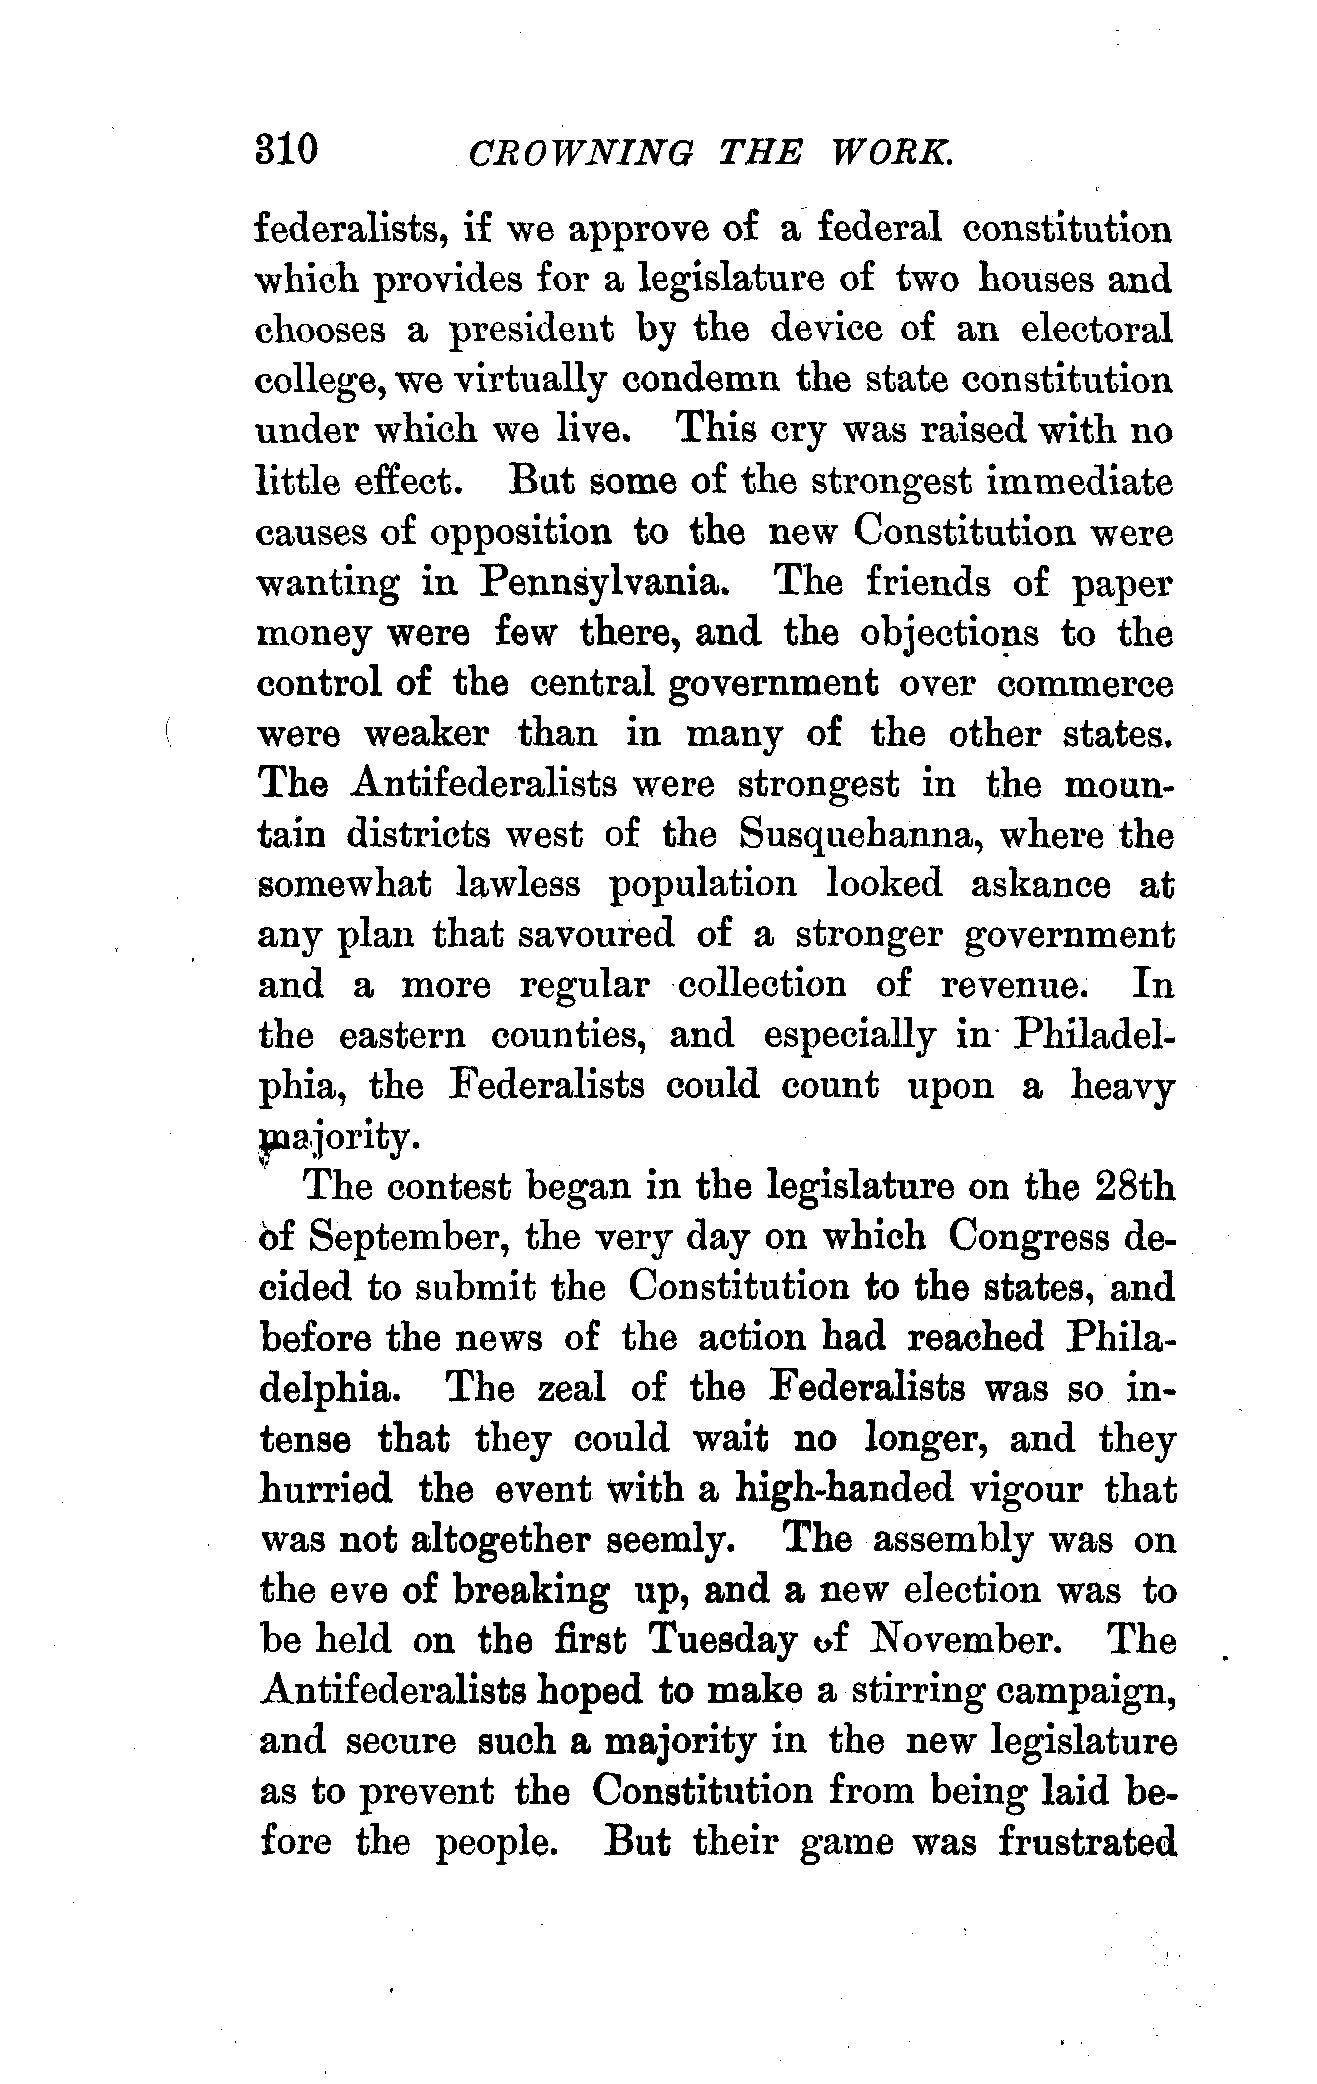 310 CROWNING THE WORK.
federalists, if we approve of a federal constitution
which provides for a legislature of two houses and
chooses a president by the device of an electoral
college, we virtually condemn the state constitution
under which we live. This cry was raised with no
little effect. But some of the strongest immediate
causes of opposition to the new Constitution were
wanting in Pennsylvania. The friends of paper
money were few there, and the objections to the
control of the central government over commerce
were weaker than in many of the other states.
The Antifederalists were strongest in the moun-
tain districts west of the Susquehanna, where the
somewhat lawless population looked askance at
any plan that savoured of a stronger government
and a more regular collection of revenue. In
the eastern counties, and especially in Philadel-
phia, the Federalists could count upon a heavy
majority.
The contest began in the legislature on the 28th
of September, the very day on which Congress de-
cided to submit the Constitution to the states, and
before the news of the action had reached Phila-
delphia. The zeal of the Federalists was so in-
tense that they could wait no longer, and they
hurried the event with a high-handed vigour that
was not altogether seemly. The assembly was on
the eve of breaking up, and a new election was to
be held on the first Tuesday of November. The
Antifederalists hoped to make a stirring campaign,
and secure such a majority in the new legislature
as to prevent the Constitution from being laid be-
fore the people. But their game was frustrated